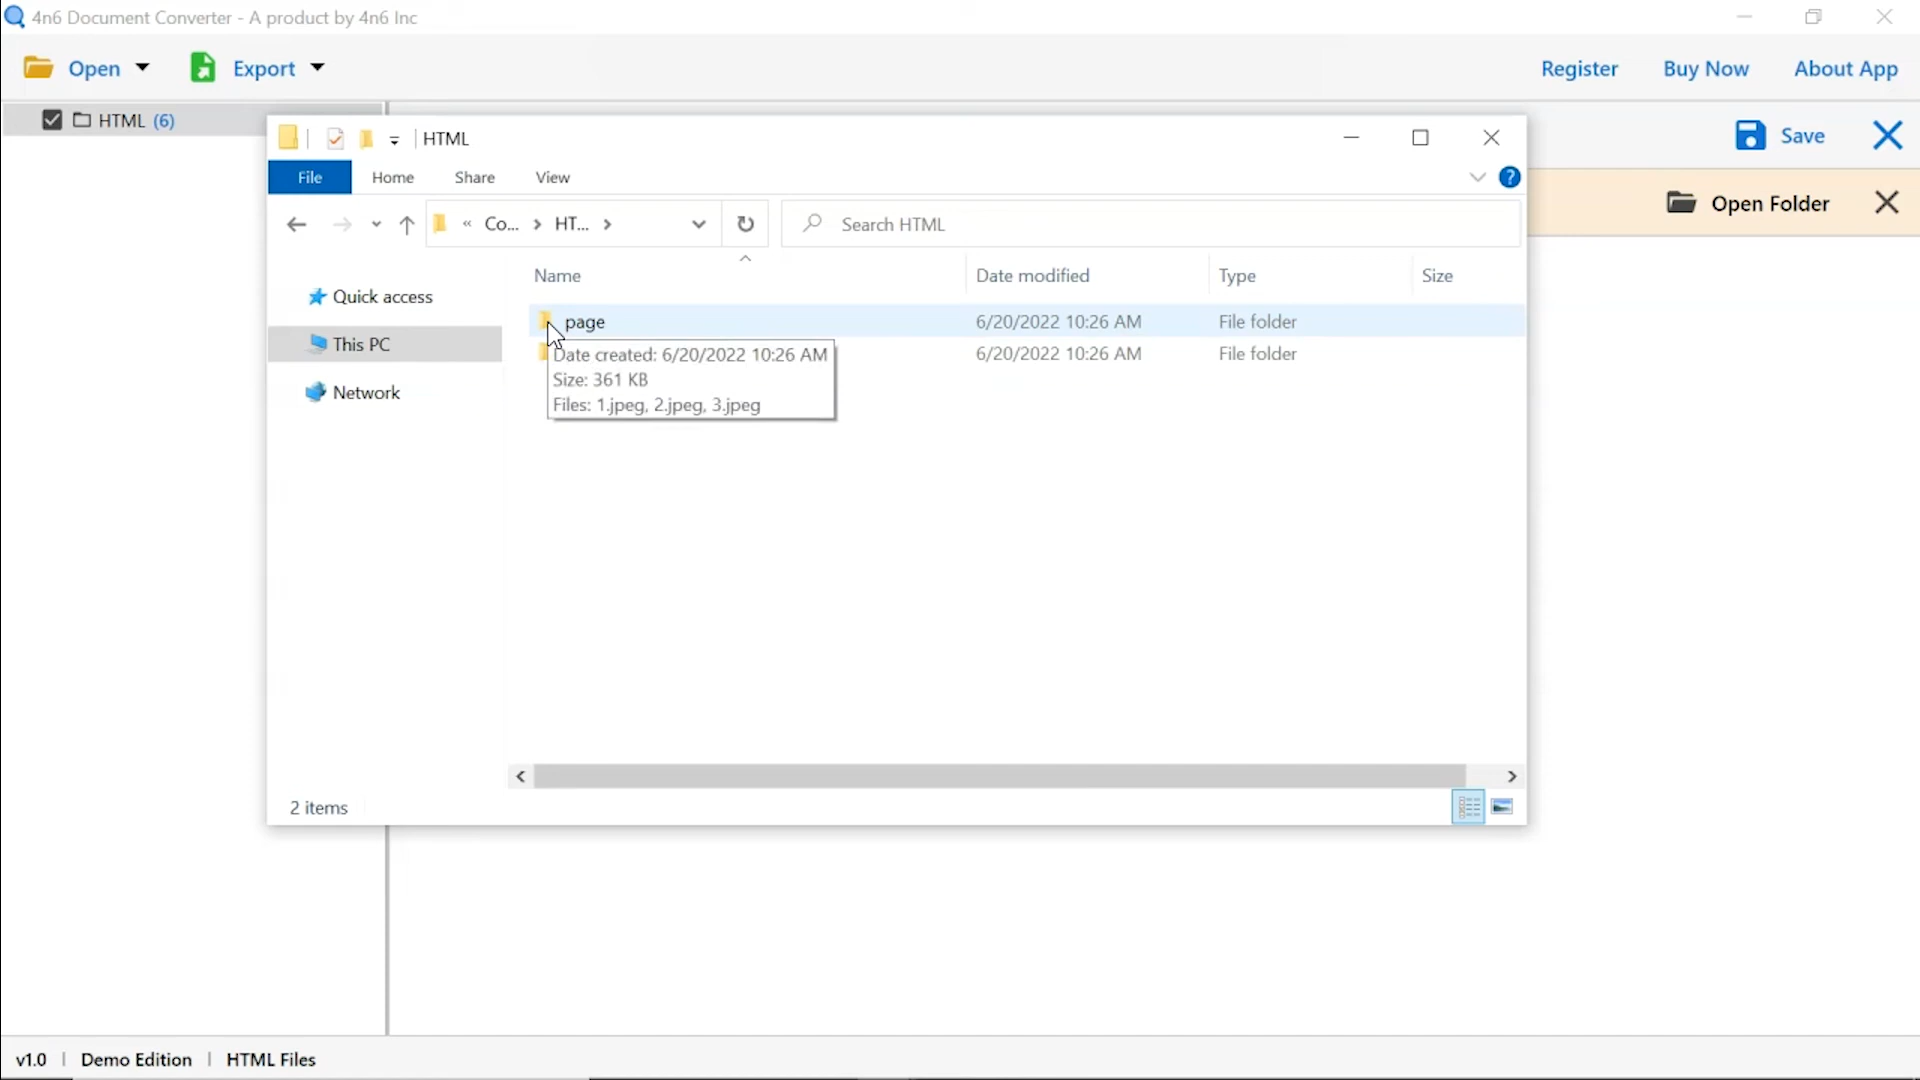 4n6 Document Converter - A product by 4n6 Inc
Open Export Register Buy Now About App
HTML (6)
HTML
Save
File Home Share View ?
Open Folder
« Co... > HT... > Search HTML
Name Date modified Type Size
Quick access
page 6/20/2022 10:26 AM File folder
This PC
6/20/2022 10:26 AM File folder
Date created: 6/20/2022 10:26 AM
Size: 361 KB
Files: 1.jpeg, 2.jpeg, 3.jpeg
Network
2 items
v1.0 | Demo Edition | HTML Files